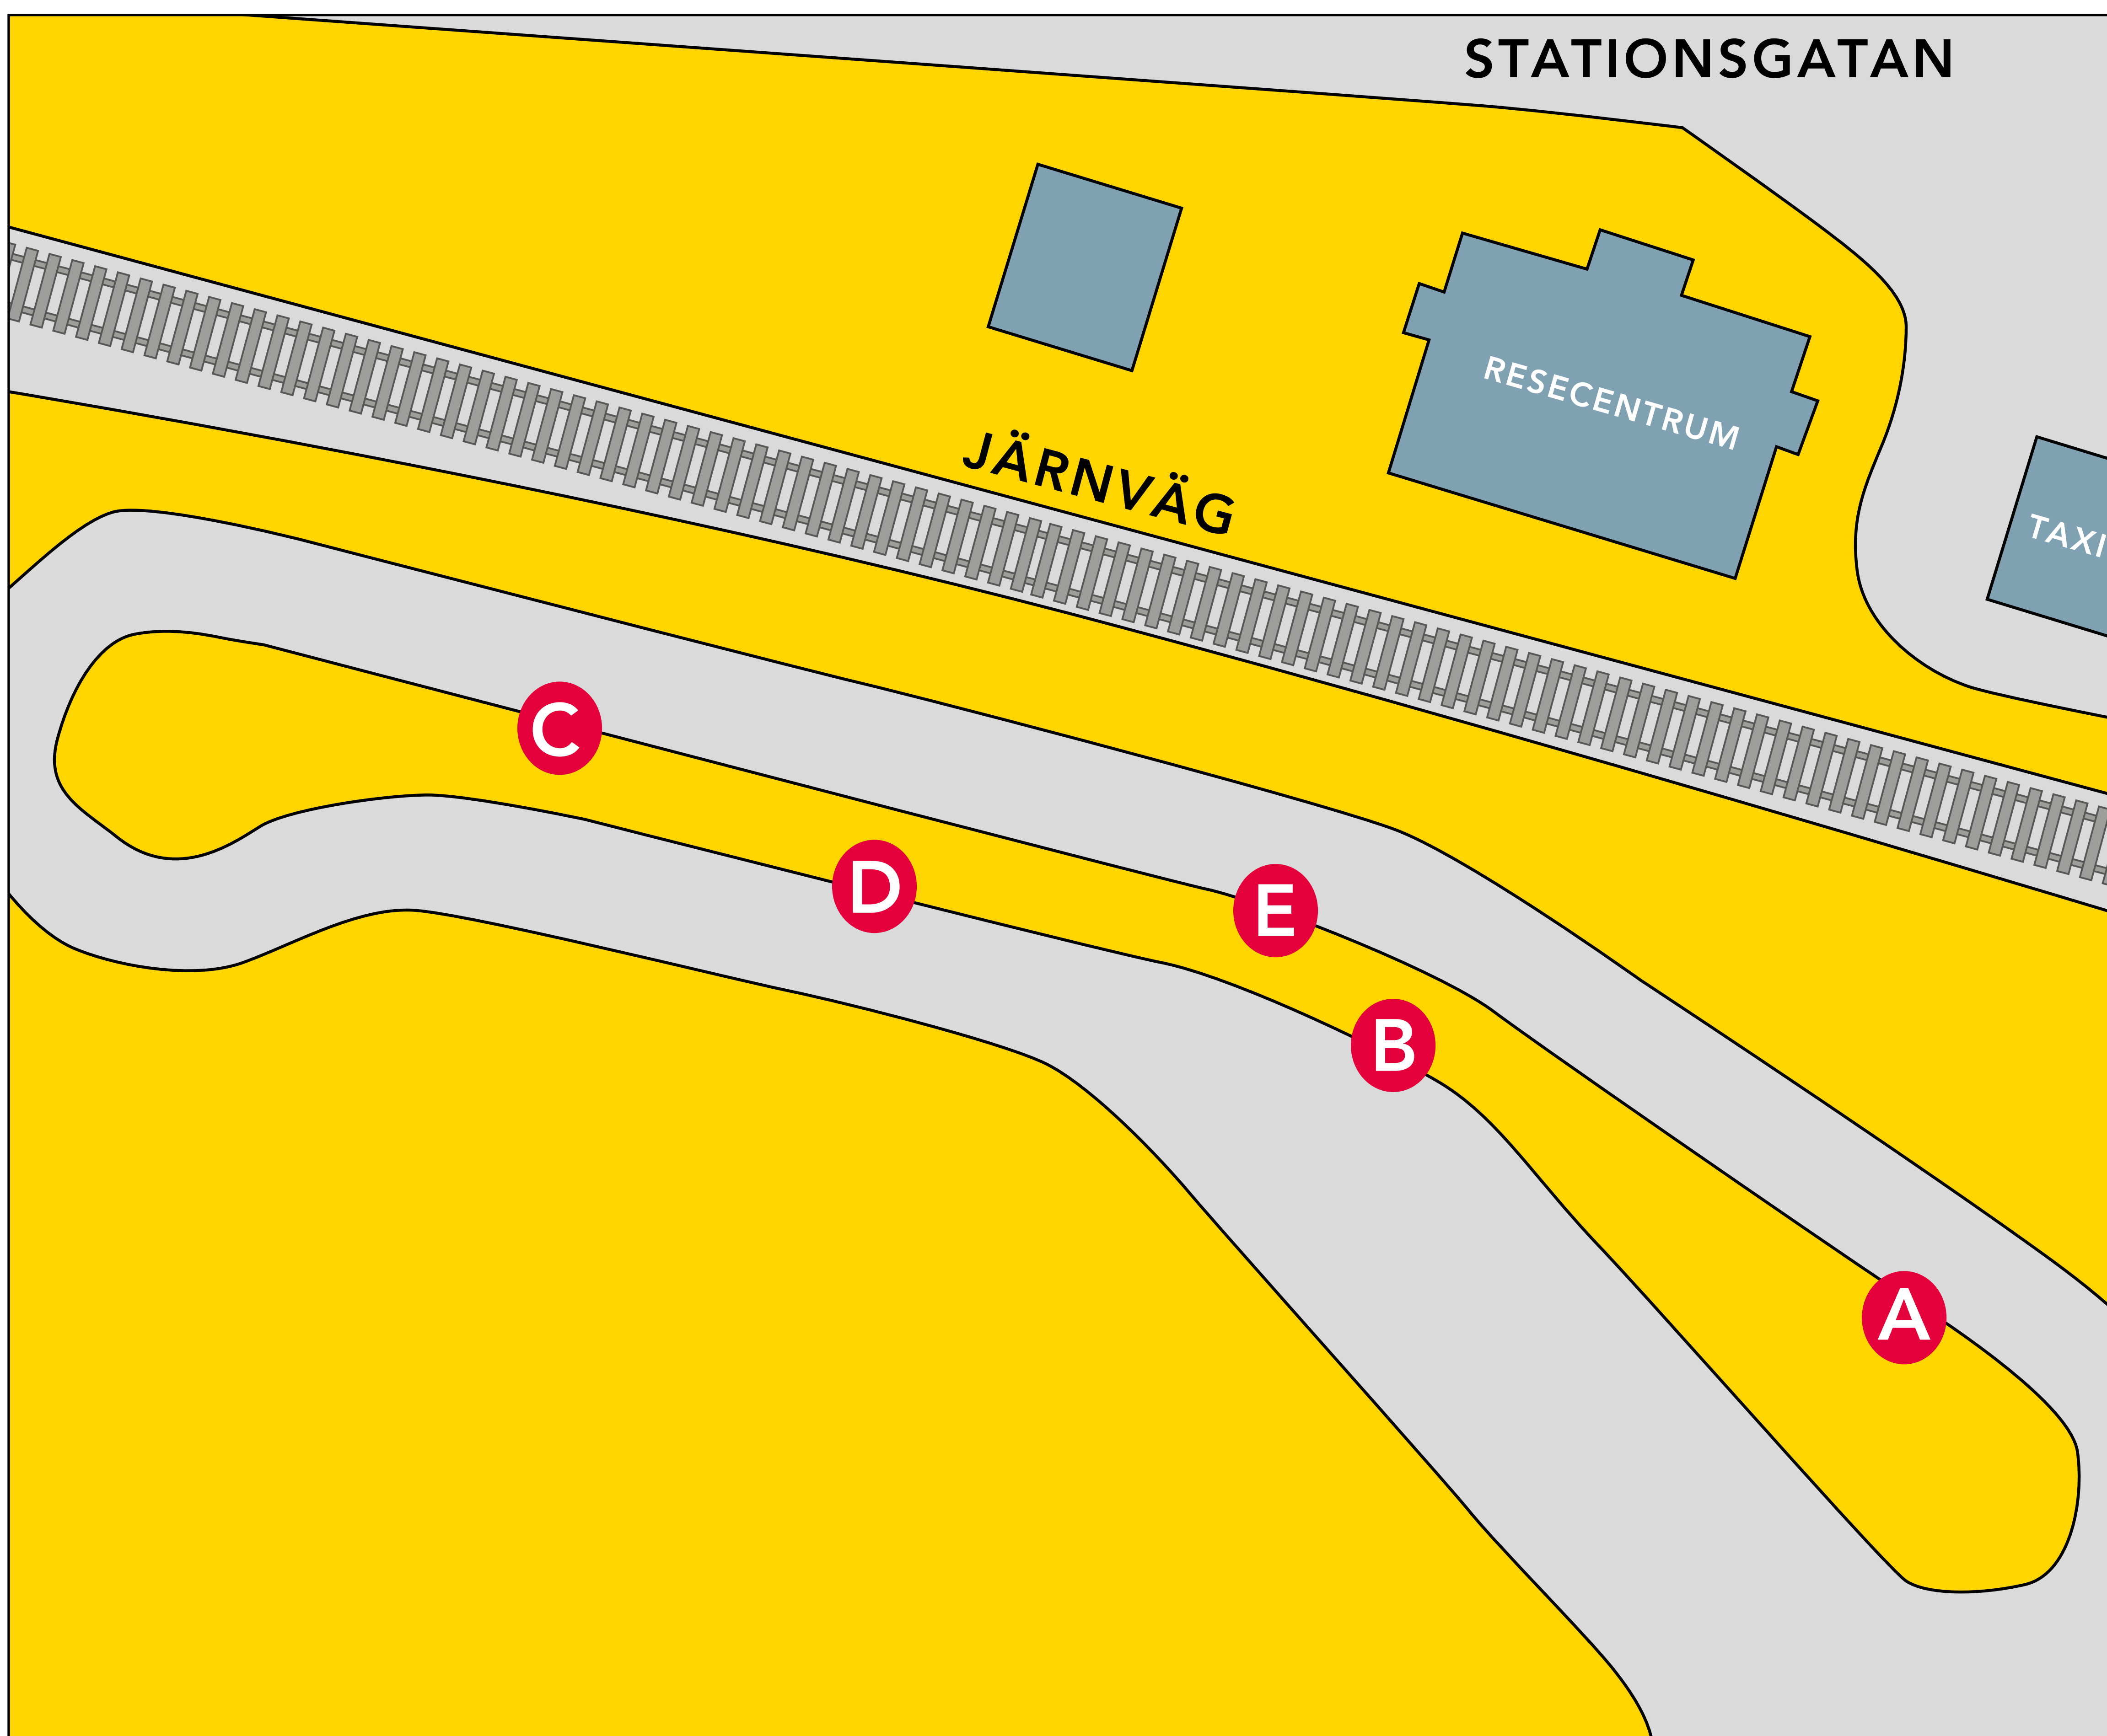 STATIONSGATAN
RESECENTRUM
JÄRNVÄG
TAXI
C
D
E
B
A